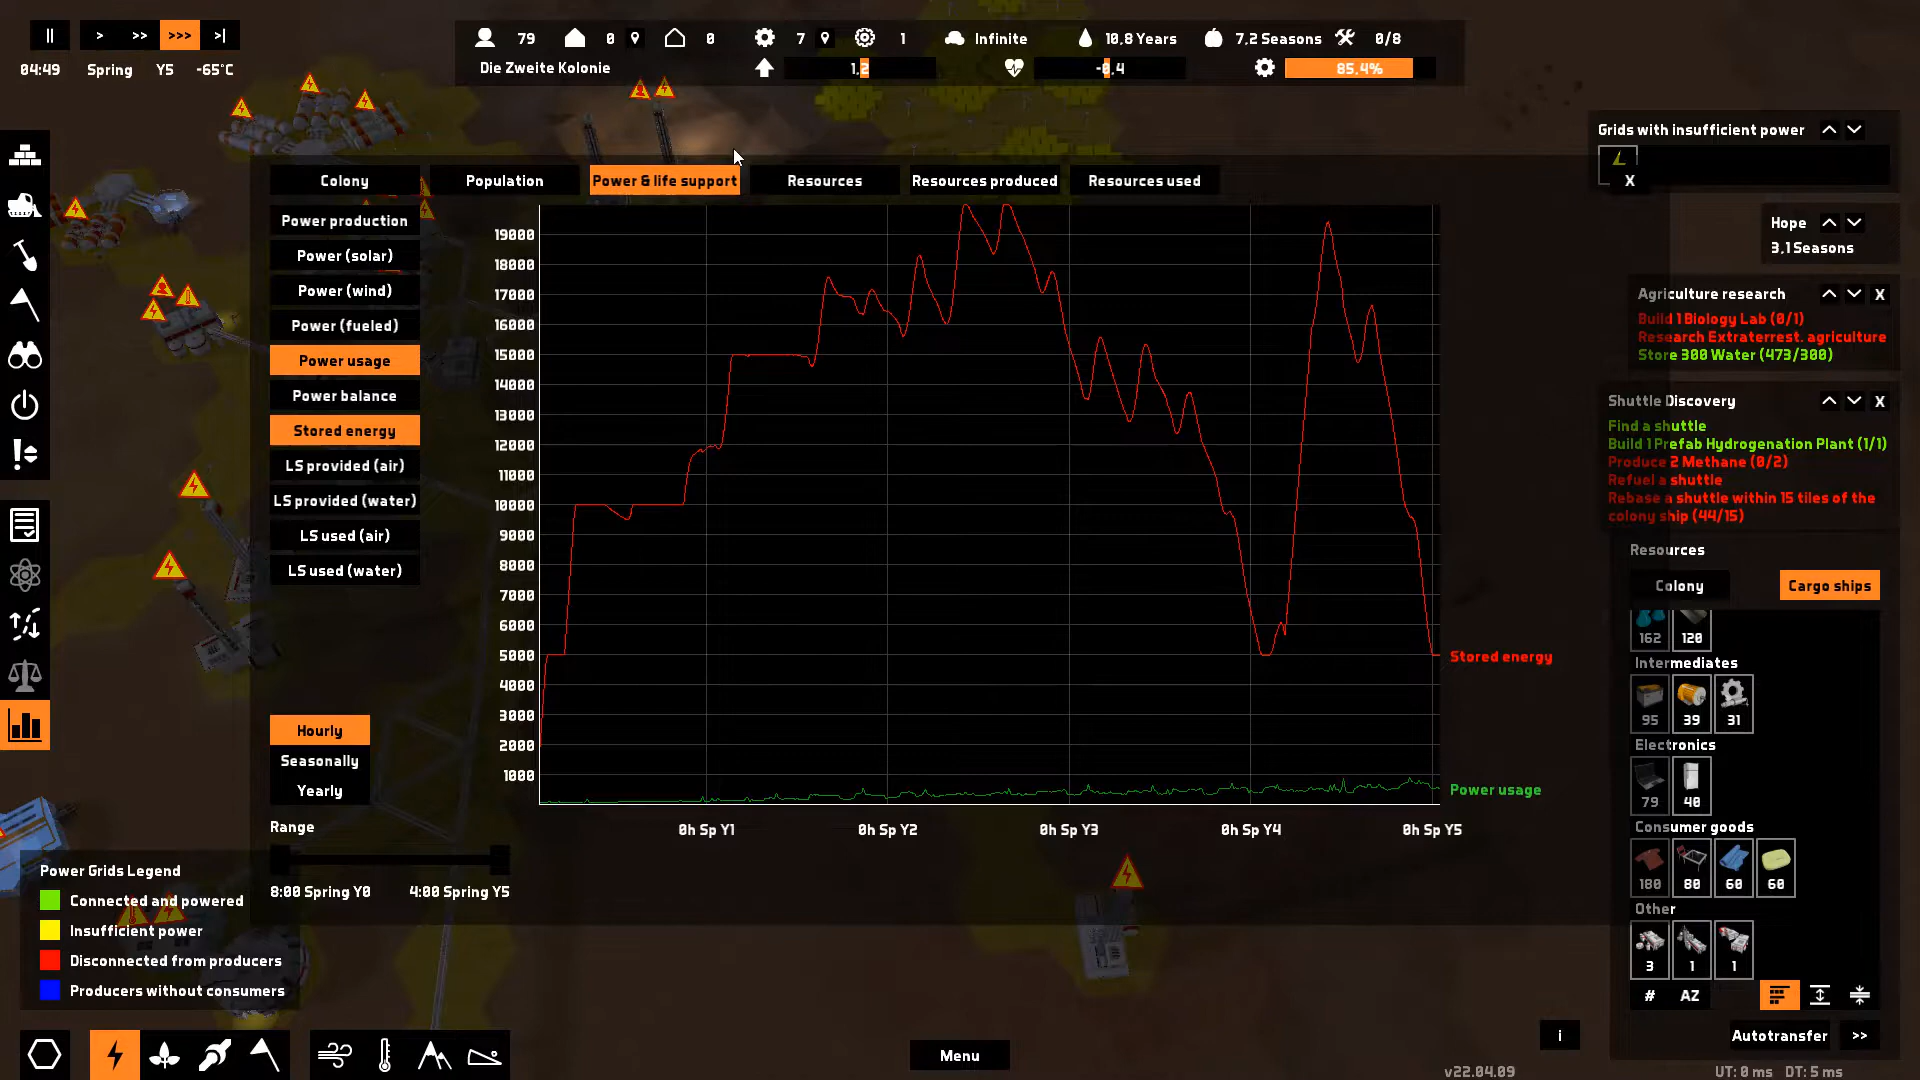 79 0 0 7 1 Infinite 10,8 Years 7,2 Seasons 0/8
04:49 Spring Y5 -65°C
Die Zweite Kolonie 1,2 -0,4 85,4%
Grids with insufficient power
X
Colony Population Power & life support Resources Resources produced Resources used
Power production
Power (solar)
Power (wind)
Power (fueled)
Power usage
Power balance
Stored energy
LS provided (air)
LS provided (water)
LS used (air)
LS used (water)
Hourly
Seasonally
Yearly
Range
8:00 Spring Y0 4:00 Spring Y5
19000
18000
17000
16000
15000
14000
13000
12000
11000
10000
9000
8000
7000
6000
5000
4000
3000
2000
1000
0h Sp Y1 0h Sp Y2 0h Sp Y3 0h Sp Y4 0h Sp Y5
Stored energy
Power usage
Hope
3,1 Seasons
Agriculture research X
Build 1 Biology Lab (0/1)
Research Extraterrest. agriculture
Store 300 Water (473/300)
Shuttle Discovery X
Find a shuttle
Build 1 Prefab Hydrogenation Plant (1/1)
Produce 2 Methane (0/2)
Refuel a shuttle
Rebase a shuttle within 15 tiles of the
colony ship (44/15)
Resources
Colony Cargo ships
162 120
Intermediates
95 39 31
Electronics
79 40
Consumer goods
180 80 60 60
Other
3 1 1
# AZ
Autotransfer >>
Power Grids Legend
Connected and powered
Insufficient power
Disconnected from producers
Producers without consumers
Menu
i
v22.04.09 UT: 0 ms DT: 5 ms